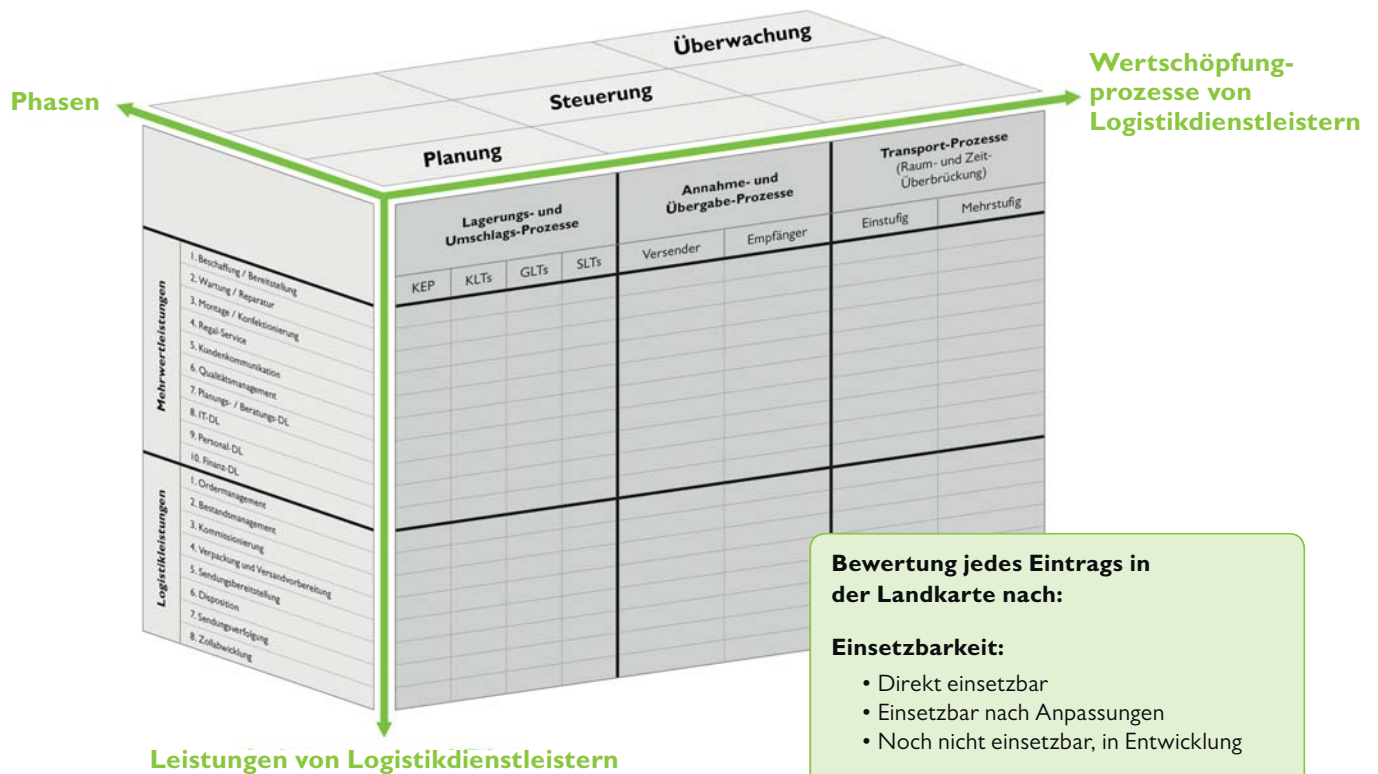 Überwachung
Steuerung
Planung
Phasen
Wertschöpfung-
prozesse von
Logistikdienstleistern
Lagerungs- und
Umschlags-Prozesse
Annahme- und
Übergabe-Prozesse
Transport-Prozesse
(Raum- und Zeit-
Überbrückung)
KEP
KLTs
GLTs
SLTs
Versender
Empfänger
Einstufig
Mehrstufig
Mehrwertleistungen
1. Beschaffung / Bereitstellung
2. Wartung / Reparatur
3. Montage / Konfektionierung
4. Regal-Service
5. Kundenkommunikation
6. Qualitätsmanagement
7. Planungs- / Beratungs-DL
8. IT-DL
9. Personal-DL
10. Finanz-DL
Logistikleistungen
1. Ordermanagement
2. Bestandsmanagement
3. Kommissionierung
4. Verpackung und Versandvorbereitung
5. Sendungsbereitstellung
6. Disposition
7. Sendungsverfolgung
8. Zollabwicklung
Leistungen von Logistikdienstleistern
Bewertung jedes Eintrags in
der Landkarte nach:
Einsetzbarkeit:
• Direkt einsetzbar
• Einsetzbar nach Anpassungen
• Noch nicht einsetzbar, in Entwicklung